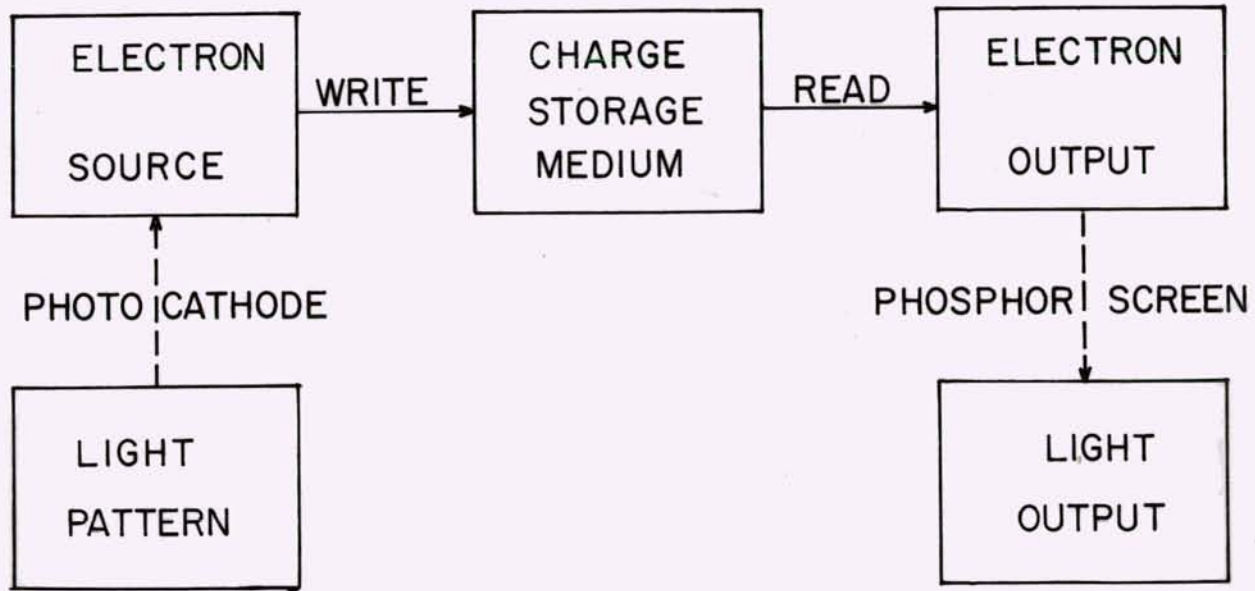 ELECTRON
SOURCE
WRITE
CHARGE
STORAGE
MEDIUM
READ
ELECTRON
OUTPUT
PHOTO CATHODE
PHOSPHOR SCREEN
LIGHT
PATTERN
LIGHT
OUTPUT